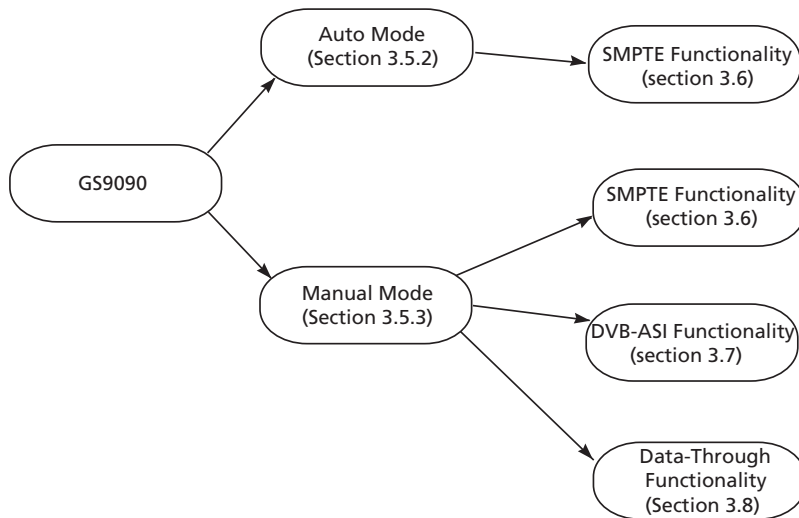 Auto Mode
(Section 3.5.2)
SMPTE Functionality
(section 3.6)
GS9090
SMPTE Functionality
(section 3.6)
Manual Mode
(Section 3.5.3)
DVB-ASI Functionality
(section 3.7)
Data-Through
Functionality
(Section 3.8)